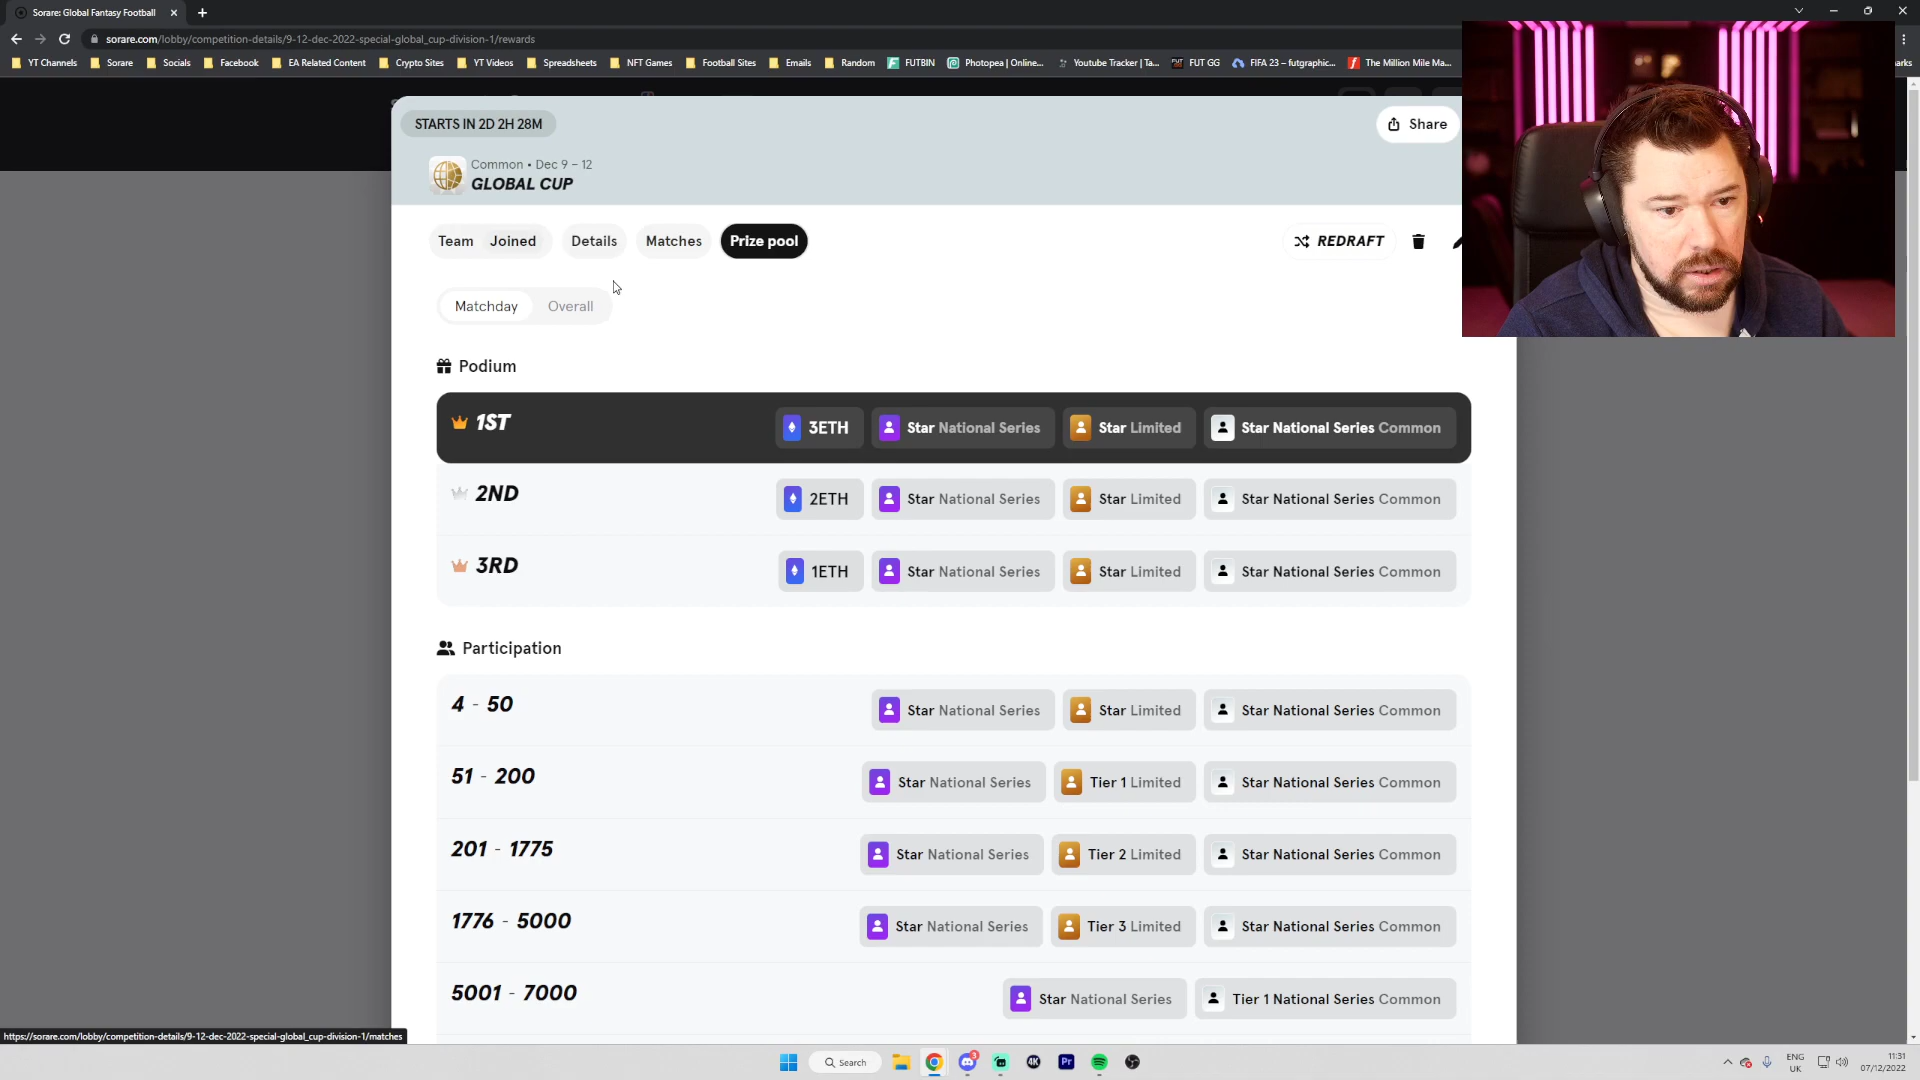 Sorare: Global Fantasy Football
sorare.com/lobby/competition-details/9-12-dec-2022-special-global_cup-division-1/rewards
YT Channels Sorare Socials Facebook EA Related Content Crypto Sites YT Videos Spreadsheets NFT Games Football Sites Emails Random FUTBIN Photopea | Online... Youtube Tracker | Ta... FUT GG FIFA 23 – futgraphic... The Million Mile Ma... arks
STARTS IN 2D 2H 28M
Share
Common • Dec 9 – 12
GLOBAL CUP
Team Joined Details Matches Prize pool REDRAFT
Matchday Overall
Podium
1ST 3ETH Star National Series Star Limited Star National Series Common
2ND 2ETH Star National Series Star Limited Star National Series Common
3RD 1ETH Star National Series Star Limited Star National Series Common
Participation
4 - 50 Star National Series Star Limited Star National Series Common
51 - 200 Star National Series Tier 1 Limited Star National Series Common
201 - 1775 Star National Series Tier 2 Limited Star National Series Common
1776 - 5000 Star National Series Tier 3 Limited Star National Series Common
5001 - 7000 Star National Series Tier 1 National Series Common
https://sorare.com/lobby/competition-details/9-12-dec-2022-special-global_cup-division-1/matches
Search
3
4K
Pr
ENG
UK
11:31
07/12/2022